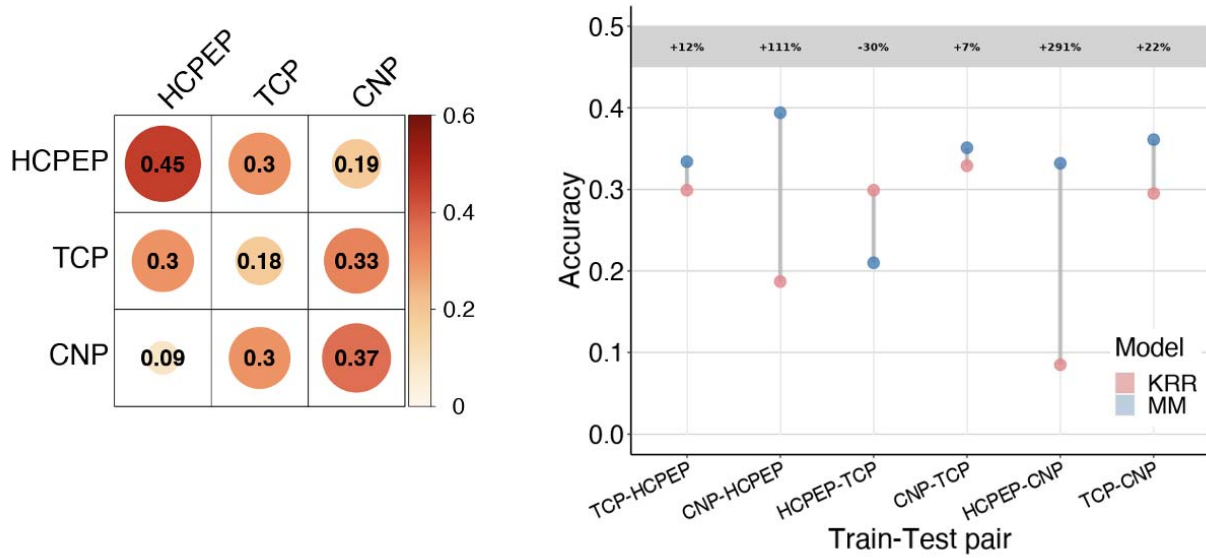 HCPEP TCP CNP
HCPEP 0.45 0.3 0.19
TCP 0.3 0.18 0.33
CNP 0.09 0.3 0.37
0.6
0.4
0.2
0
Accuracy
0.5
0.4
0.3
0.2
0.1
0.0
+12% +111% -30% +7% +291% +22%
Model
KRR
MM
TCP-HCPEP CNP-HCPEP HCPEP-TCP CNP-TCP HCPEP-CNP TCP-CNP
Train-Test pair